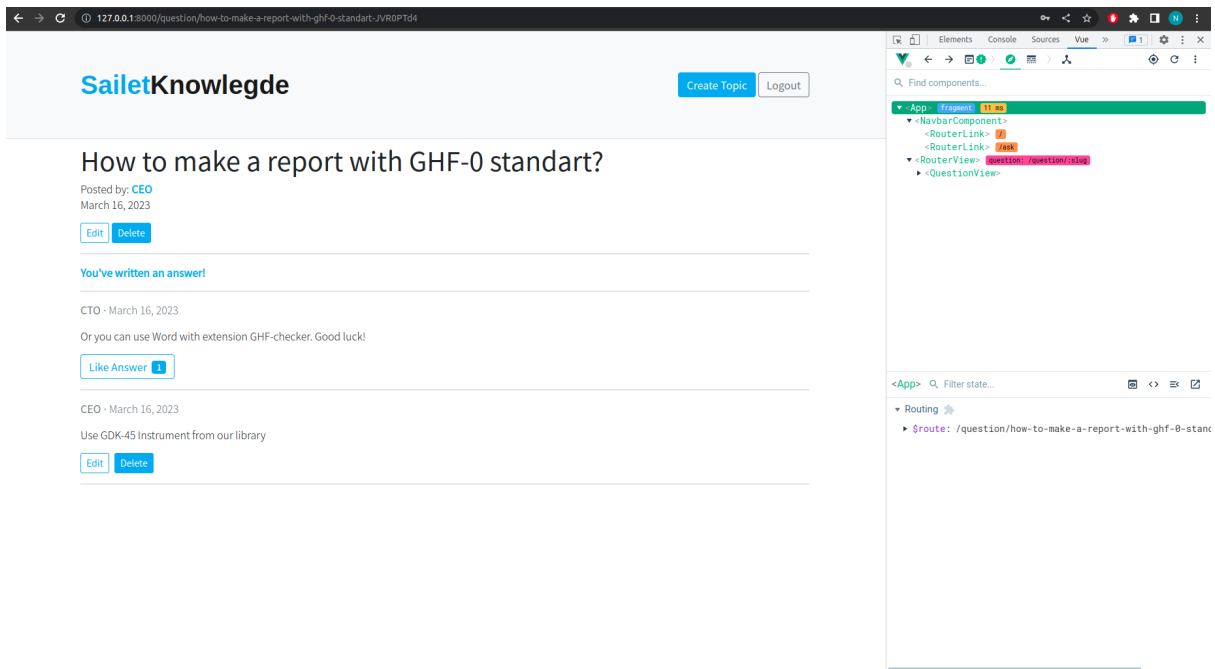 127.0.0.1:8000/question/how-to-make-a-report-with-ghf-0-standart-JVR0PTd4
N
SailetKnowlegde
Create Topic
Logout
How to make a report with GHF-0 standart?
Posted by: CEO
March 16, 2023
Edit
Delete
You've written an answer!
CTO · March 16, 2023
Or you can use Word with extension GHF-checker. Good luck!
Like Answer 1
CEO · March 16, 2023
Use GDK-45 Instrument from our library
Edit
Delete
Elements Console Sources Vue » 1
Find components...
<App> fragment 11 ms
<NavbarComponent>
<RouterLink> /
<RouterLink> /ask
<RouterView> question: /question/:slug
<QuestionView>
<App> Filter state...
Routing
$route: /question/how-to-make-a-report-with-ghf-0-stand